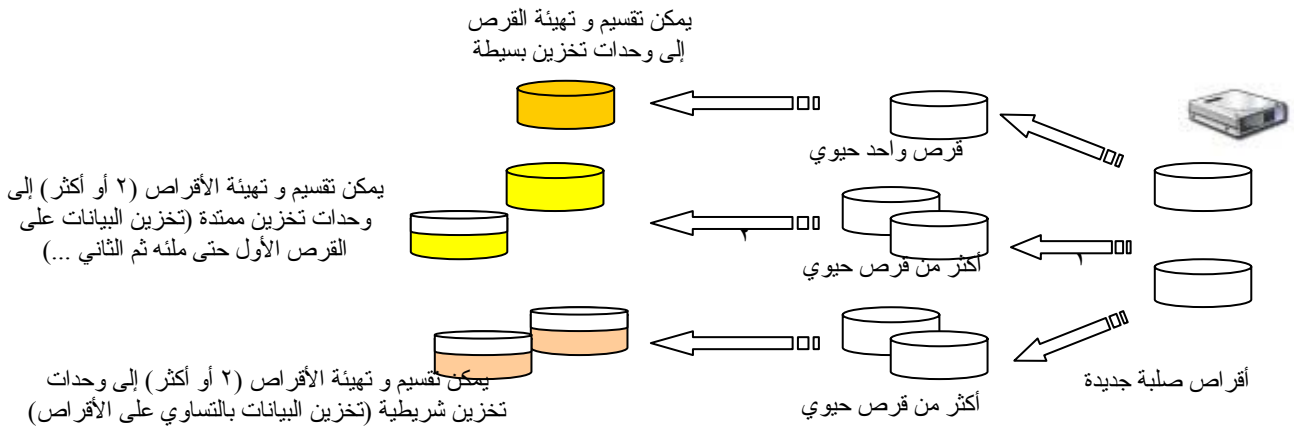 يمكن تقسيم و تهيئة القرص
إلى وحدات تخزين بسيطة
قرص واحد حيوي
يمكن تقسيم و تهيئة الأقراص (٢ أو أكثر) إلى
وحدات تخزين ممتدة (تخزين البيانات على
القرص الأول حتى ملئه ثم الثاني ...)
٢
أكثر من قرص حيوي
١
أقراص صلبة جديدة
يمكن تقسيم و تهيئة الأقراص (٢ أو أكثر) إلى وحدات
تخزين شريطية (تخزين البيانات بالتساوي على الأقراص)
أكثر من قرص حيوي